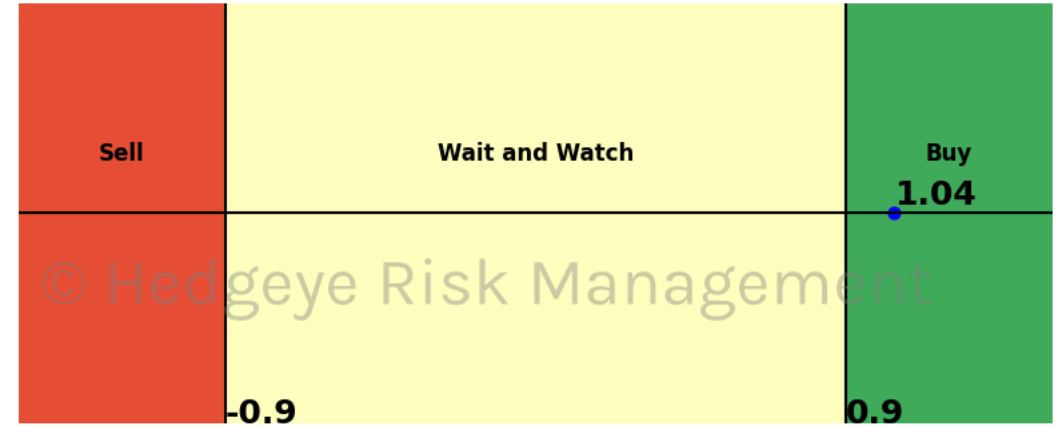 Sell
Wait and Watch
Buy
1.04
© Hedgeye Risk Management
-0.9
0.9